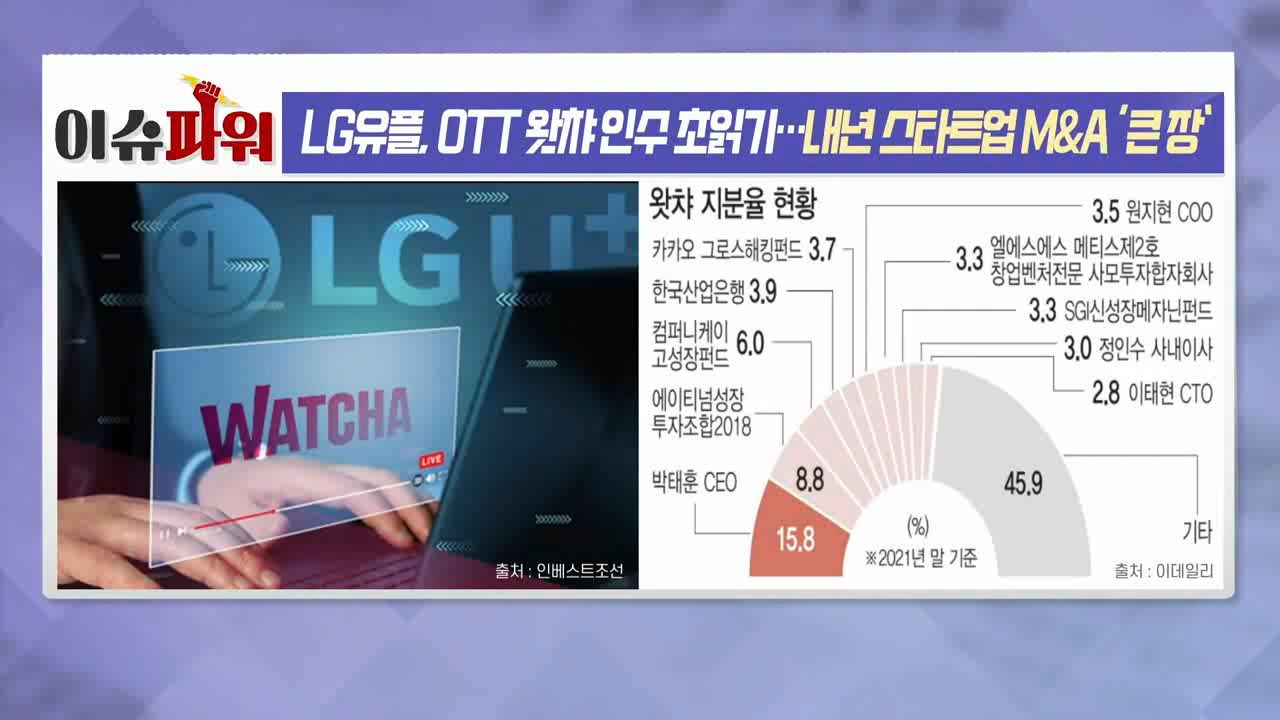 이슈파워
LG유플, OTT 왓챠 인수 초읽기…내년 스타트업 M&A '큰 장'
LG U+
WATCHA
LIVE
출처 : 인베스트조선
왓챠 지분율 현황
카카오 그로스해킹펀드 3.7
한국산업은행 3.9
컴퍼니케이
고성장펀드 6.0
에이티넘성장
투자조합2018
8.8
박태훈 CEO
15.8
3.5 원지현 COO
3.3 엘에스에스 메티스제2호
창업벤처전문 사모투자합자회사
3.3 SGI신성장메자닌펀드
3.0 정인수 사내이사
2.8 이태현 CTO
45.9
기타
(%)
※2021년 말 기준
출처 : 이데일리